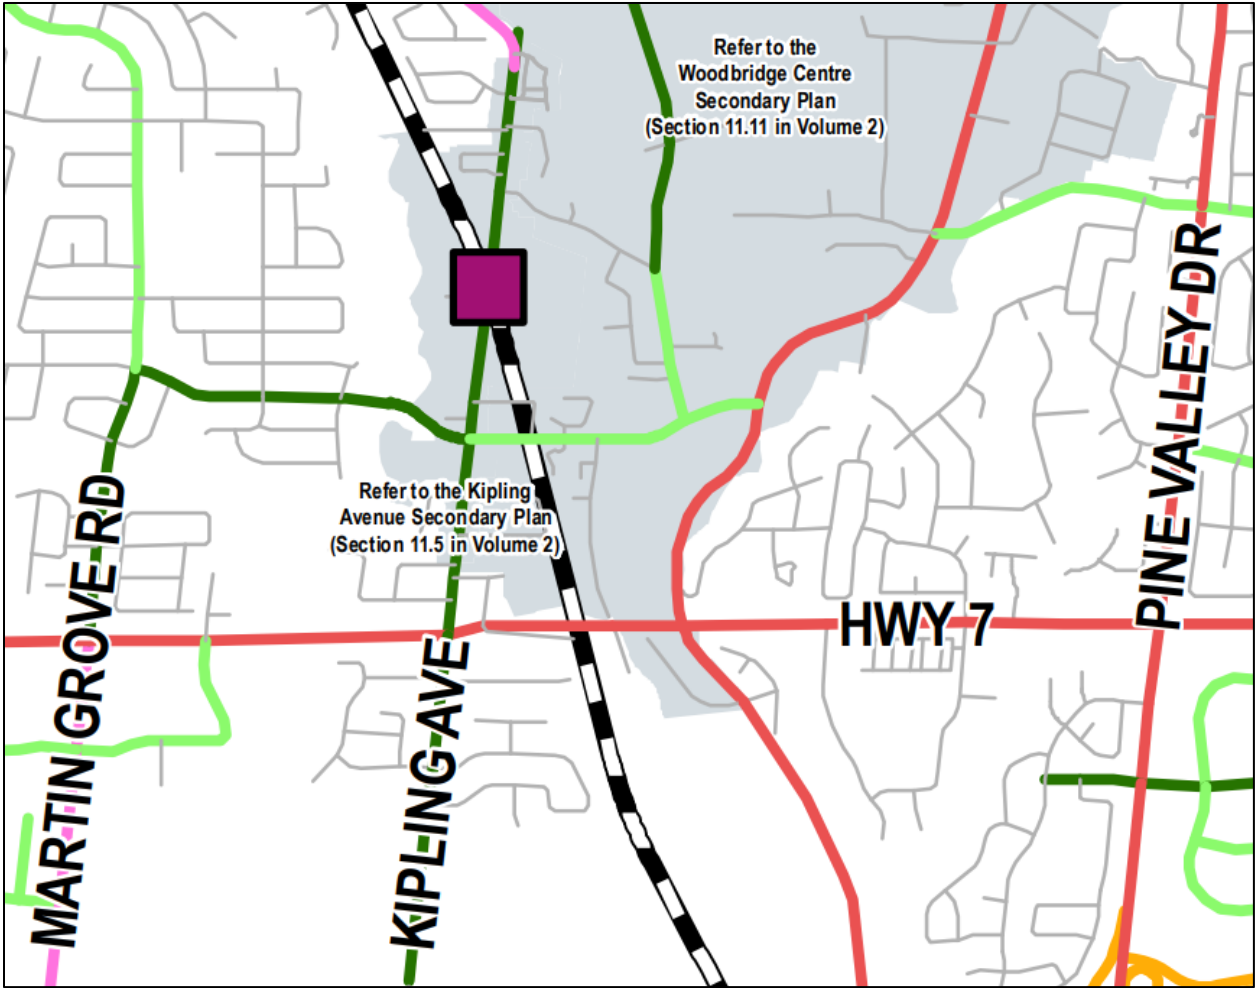 Refer to the
Woodbridge Centre
Secondary Plan
(Section 11.11 in Volume 2)
PINE VALLEY DR
Refer to the Kipling
Avenue Secondary Plan
(Section 11.5 in Volume 2)
HWY 7
MARTIN GROVE RD
KIPLING AVE